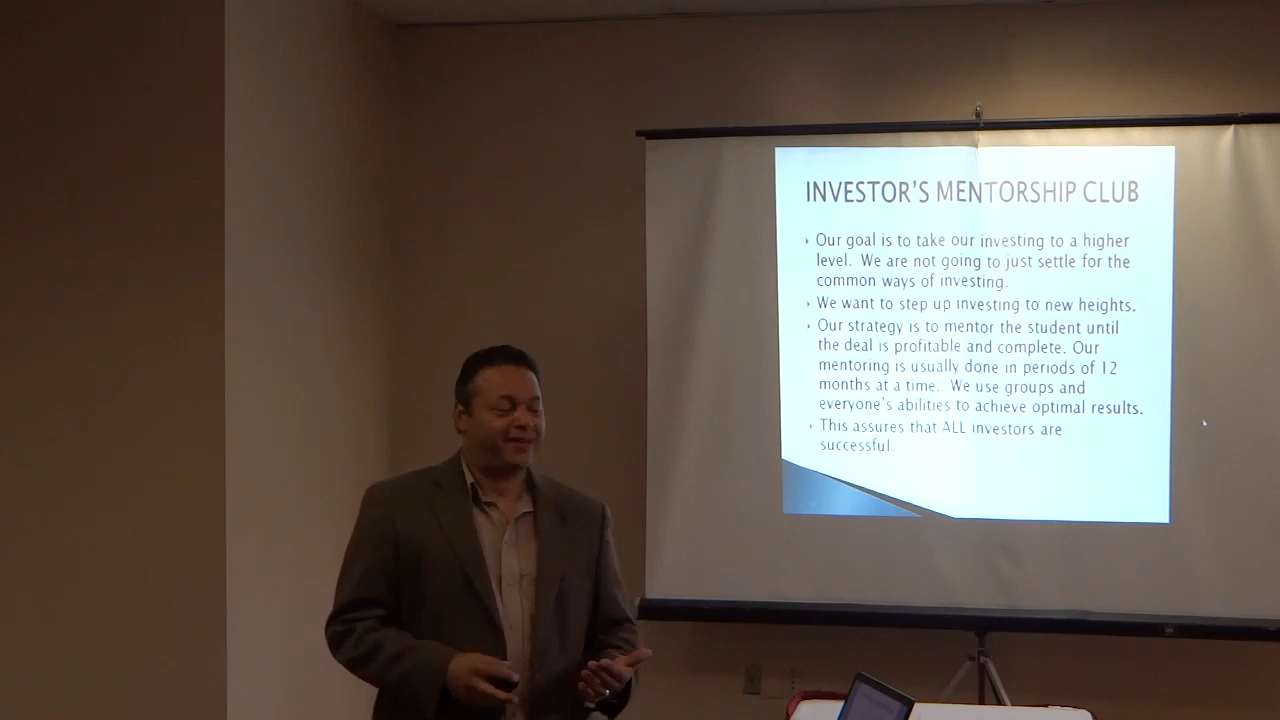 INVESTOR'S MENTORSHIP CLUB
Our goal is to take our investing to a higher
level. We are not going to just settle for the
common ways of investing.
We want to step up investing to new heights.
Our strategy is to mentor the student until
the deal is profitable and complete. Our
mentoring is usually done in periods of 12
months at a time. We use groups and
everyone's abilities to achieve optimal results.
This assures that ALL investors are
successful.